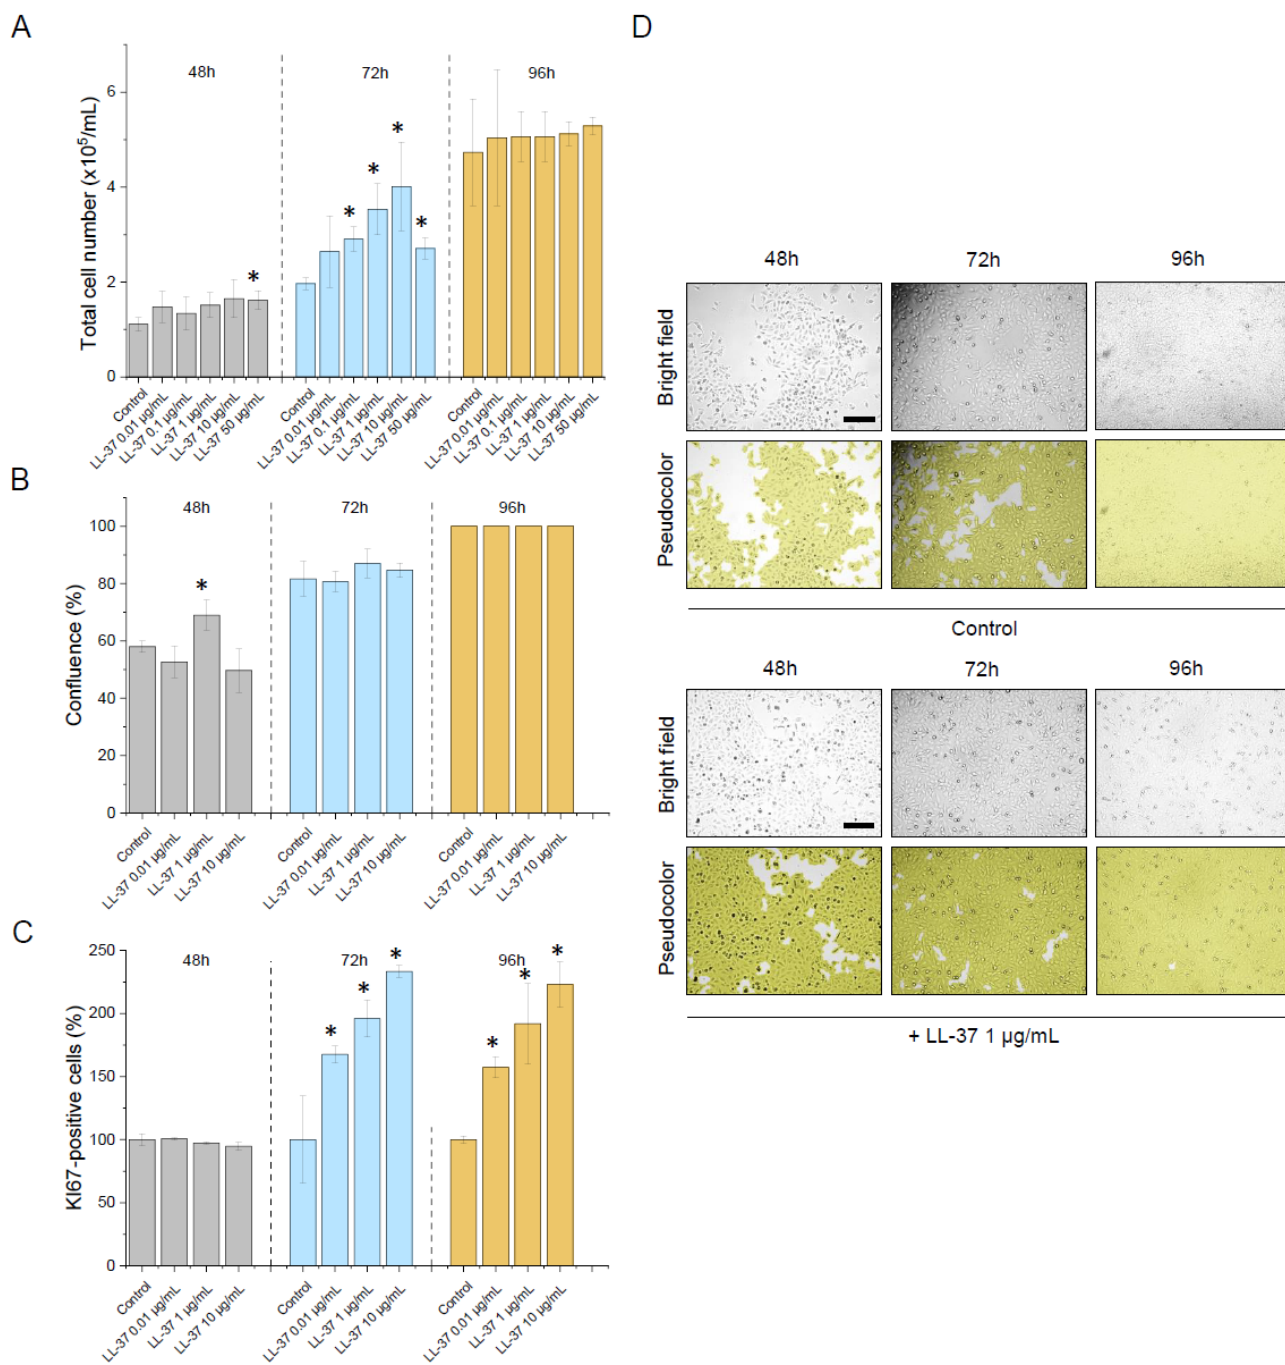 A
Total cell number (x10⁵/mL)
6
4
2
0
48h
72h
96h
*
*
*
*
*
Control
LL-37 0.01 µg/mL
LL-37 0.1 µg/mL
LL-37 1 µg/mL
LL-37 10 µg/mL
LL-37 50 µg/mL
Control
LL-37 0.01 µg/mL
LL-37 0.1 µg/mL
LL-37 1 µg/mL
LL-37 10 µg/mL
LL-37 50 µg/mL
Control
LL-37 0.01 µg/mL
LL-37 0.1 µg/mL
LL-37 1 µg/mL
LL-37 10 µg/mL
LL-37 50 µg/mL
B
Confluence (%)
100
80
60
40
20
0
48h
72h
96h
*
Control
LL-37 0.01 µg/mL
LL-37 1 µg/mL
LL-37 10 µg/mL
Control
LL-37 0.01 µg/mL
LL-37 1 µg/mL
LL-37 10 µg/mL
Control
LL-37 0.01 µg/mL
LL-37 1 µg/mL
LL-37 10 µg/mL
C
KI67-positive cells (%)
250
200
150
100
50
0
48h
72h
96h
*
*
*
*
*
*
Control
LL-37 0.01 µg/mL
LL-37 1 µg/mL
LL-37 10 µg/mL
Control
LL-37 0.01 µg/mL
LL-37 1 µg/mL
LL-37 10 µg/mL
Control
LL-37 0.01 µg/mL
LL-37 1 µg/mL
LL-37 10 µg/mL
D
48h
72h
96h
Bright field
Pseudocolor
Control
48h
72h
96h
Bright field
Pseudocolor
+ LL-37 1 µg/mL